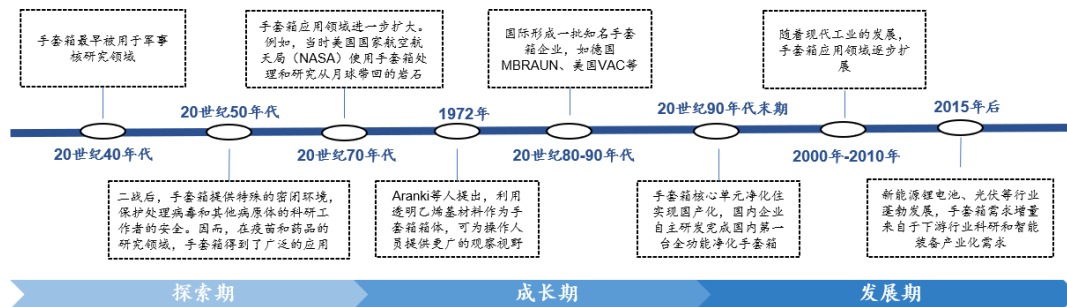 手套箱最早被用于军事
核研究领域
手套箱应用领域进一步扩大。
例如，当时美国国家航空航
天局（NASA）使用手套箱处
理和研究从月球带回的岩石
国际形成一批知名手套
箱企业，如德国
MBRAUN、美国VAC等
随着现代工业的发展，
手套箱应用领域逐步扩
展
20世纪50年代
1972年
20世纪90年代末期
2015年后
20世纪40年代
20世纪70年代
20世纪80-90年代
2000年-2010年
二战后，手套箱提供特殊的密闭环境，
保护处理病毒和其他病原体的科研工
作者的安全。因而，在疫苗和药品的
研究领域，手套箱得到了广泛的应用
Aranki等人提出，利用
透明乙烯基材料作为手
套箱箱体，可为操作人
员提供更广的观察视野
手套箱核心单元净化住
实现国产化，国内企业
自主研发完成国内第一
台全功能净化手套箱
新能源锂电池、光伏等行业
蓬勃发展，手套箱需求增量
来自于下游行业科研和智能
装备产业化需求
探索期
成长期
发展期